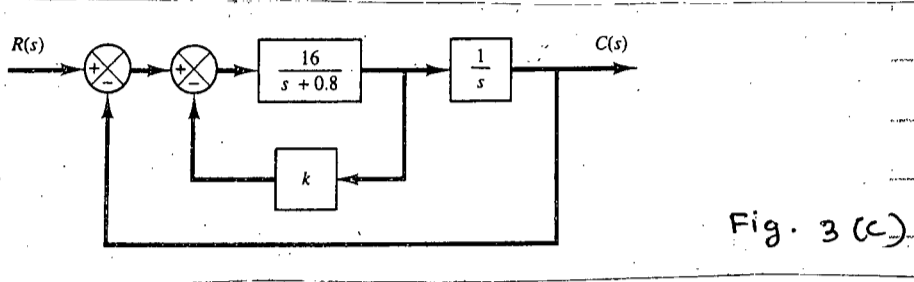 R(s)
+
−
+
−
16
s + 0.8
1
s
C(s)
k
Fig. 3 (C)